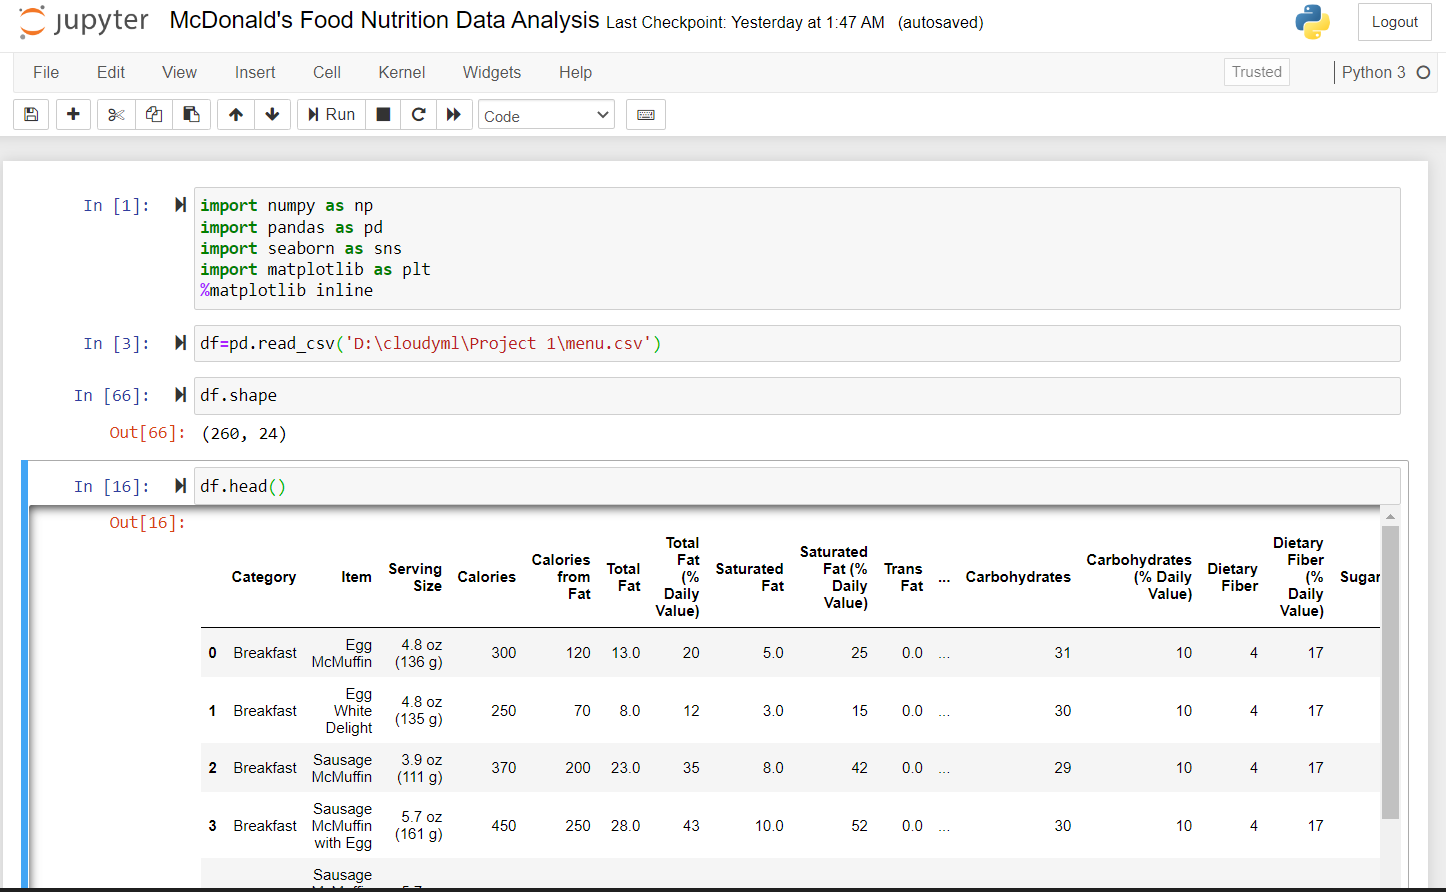 jupyter McDonald's Food Nutrition Data Analysis Last Checkpoint: Yesterday at 1:47 AM (autosaved) Logout
File Edit View Insert Cell Kernel Widgets Help Trusted Python 3
Run Code
In [1]: import numpy as np
import pandas as pd
import seaborn as sns
import matplotlib as plt
%matplotlib inline
In [3]: df=pd.read_csv('D:\cloudyml\Project 1\menu.csv')
In [66]: df.shape
Out[66]: (260, 24)
In [16]: df.head()
Out[16]:
Category Item Serving Size Calories Calories from Fat Total Fat Total Fat (% Daily Value) Saturated Fat Saturated Fat (% Daily Value) Trans Fat ... Carbohydrates Carbohydrates (% Daily Value) Dietary Fiber Dietary Fiber (% Daily Value) Sugar
0 Breakfast Egg McMuffin 4.8 oz (136 g) 300 120 13.0 20 5.0 25 0.0 ... 31 10 4 17
1 Breakfast Egg White Delight 4.8 oz (135 g) 250 70 8.0 12 3.0 15 0.0 ... 30 10 4 17
2 Breakfast Sausage McMuffin 3.9 oz (111 g) 370 200 23.0 35 8.0 42 0.0 ... 29 10 4 17
3 Breakfast Sausage McMuffin with Egg 5.7 oz (161 g) 450 250 28.0 43 10.0 52 0.0 ... 30 10 4 17
Sausage